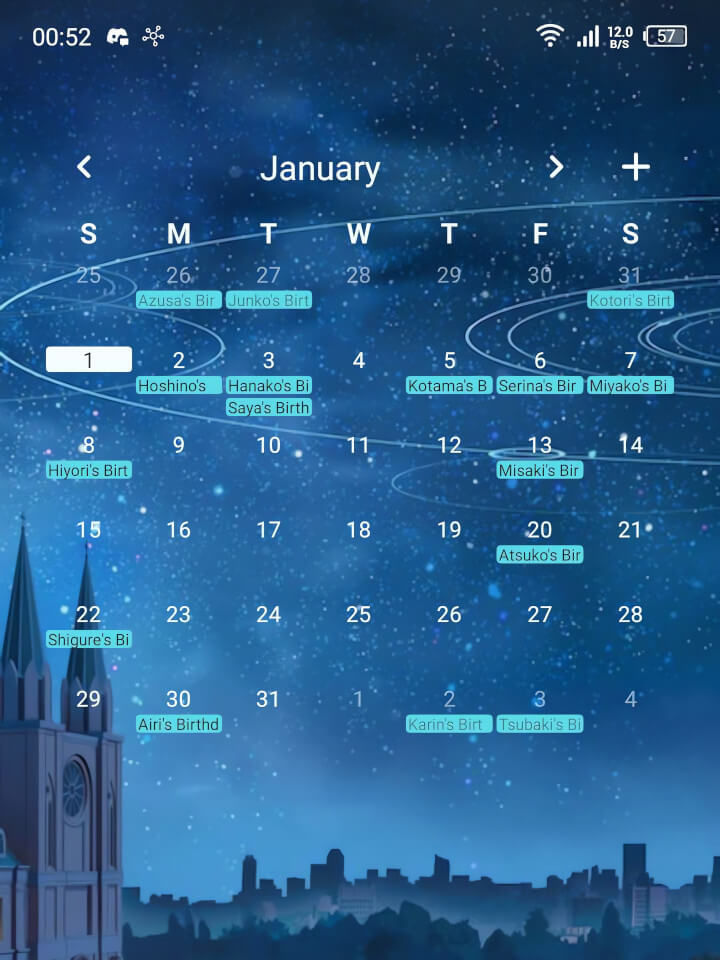 00:52 12.0 B/S 57
January
S M T W T F S
25 26 27 28 29 30 31
Azusa's Bir Junko's Birt Kotori's Birt
1 2 3 4 5 6 7
Hoshino's Hanako's Bi Kotama's B Serina's Bir Miyako's Bi
Saya's Birth
8 9 10 11 12 13 14
Hiyori's Birt Misaki's Bir
15 16 17 18 19 20 21
Atsuko's Bir
22 23 24 25 26 27 28
Shigure's Bi
29 30 31 1 2 3 4
Airi's Birthd Karin's Birt Tsubaki's Bi